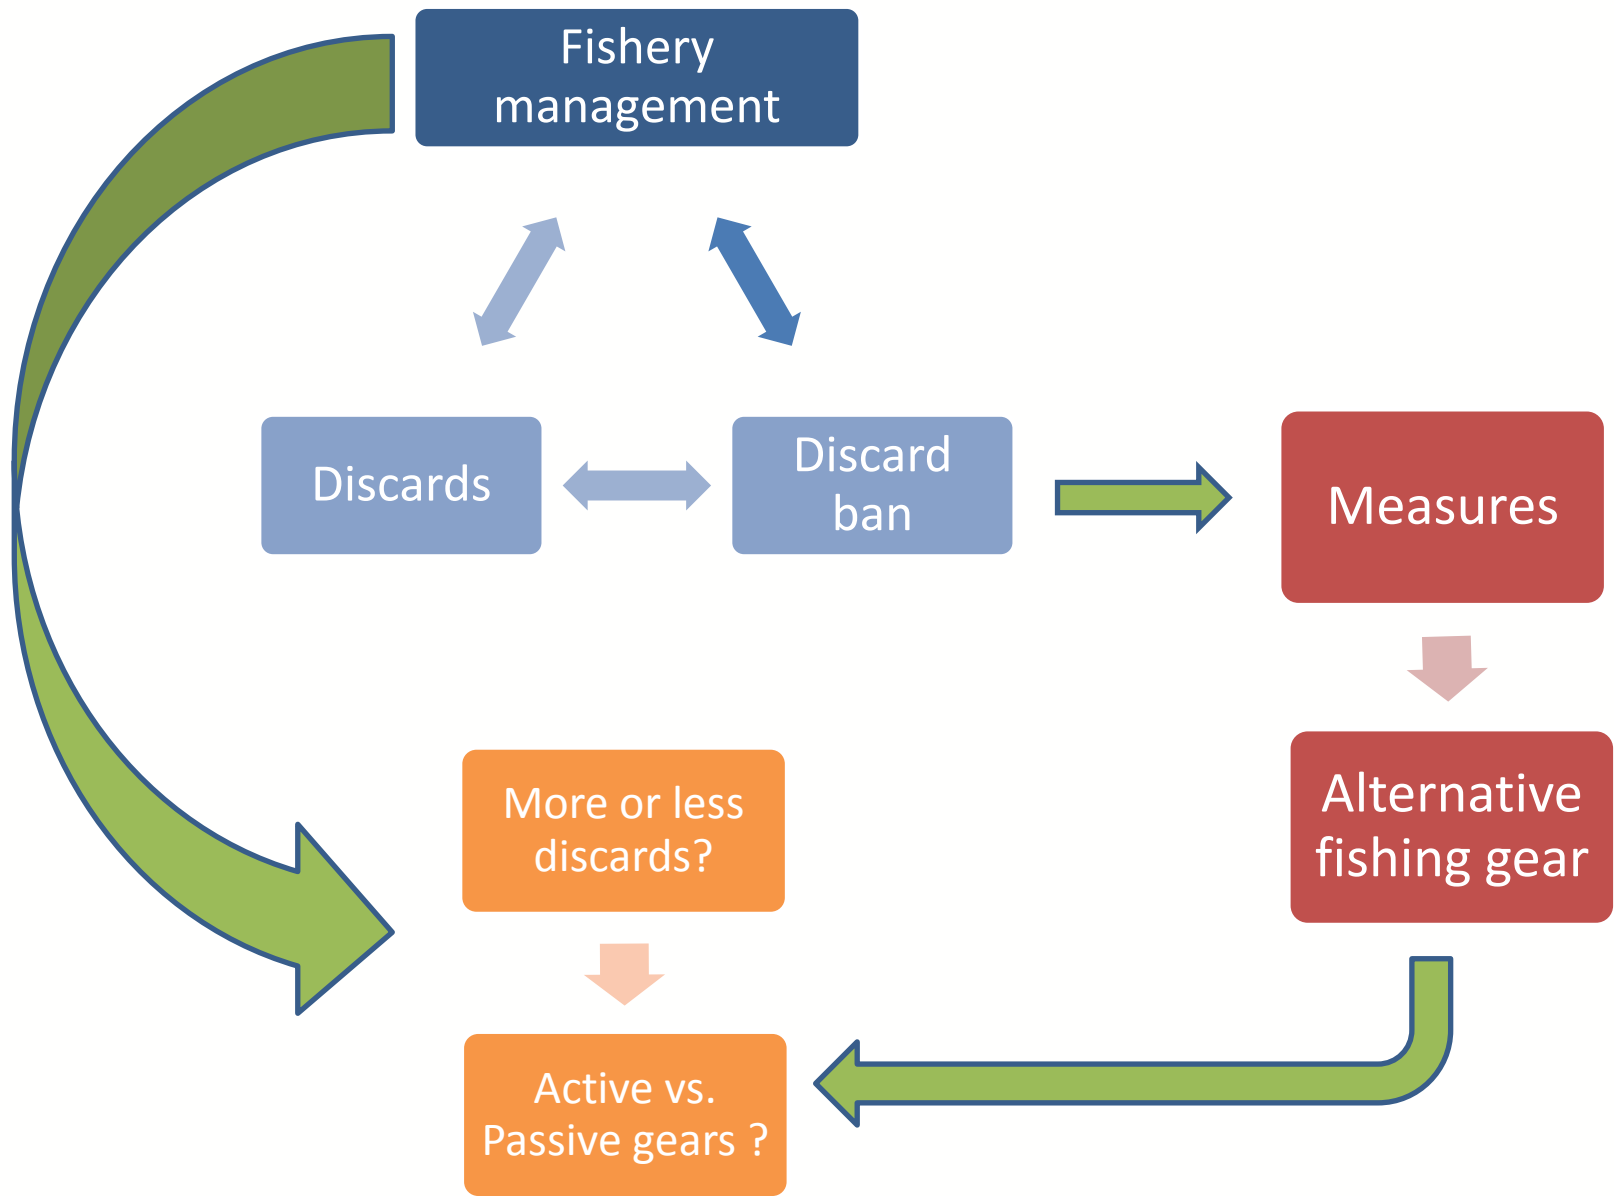 Fishery
management
Discards
Discard
ban
Measures
More or less
discards?
Alternative
fishing gear
Active vs.
Passive gears ?